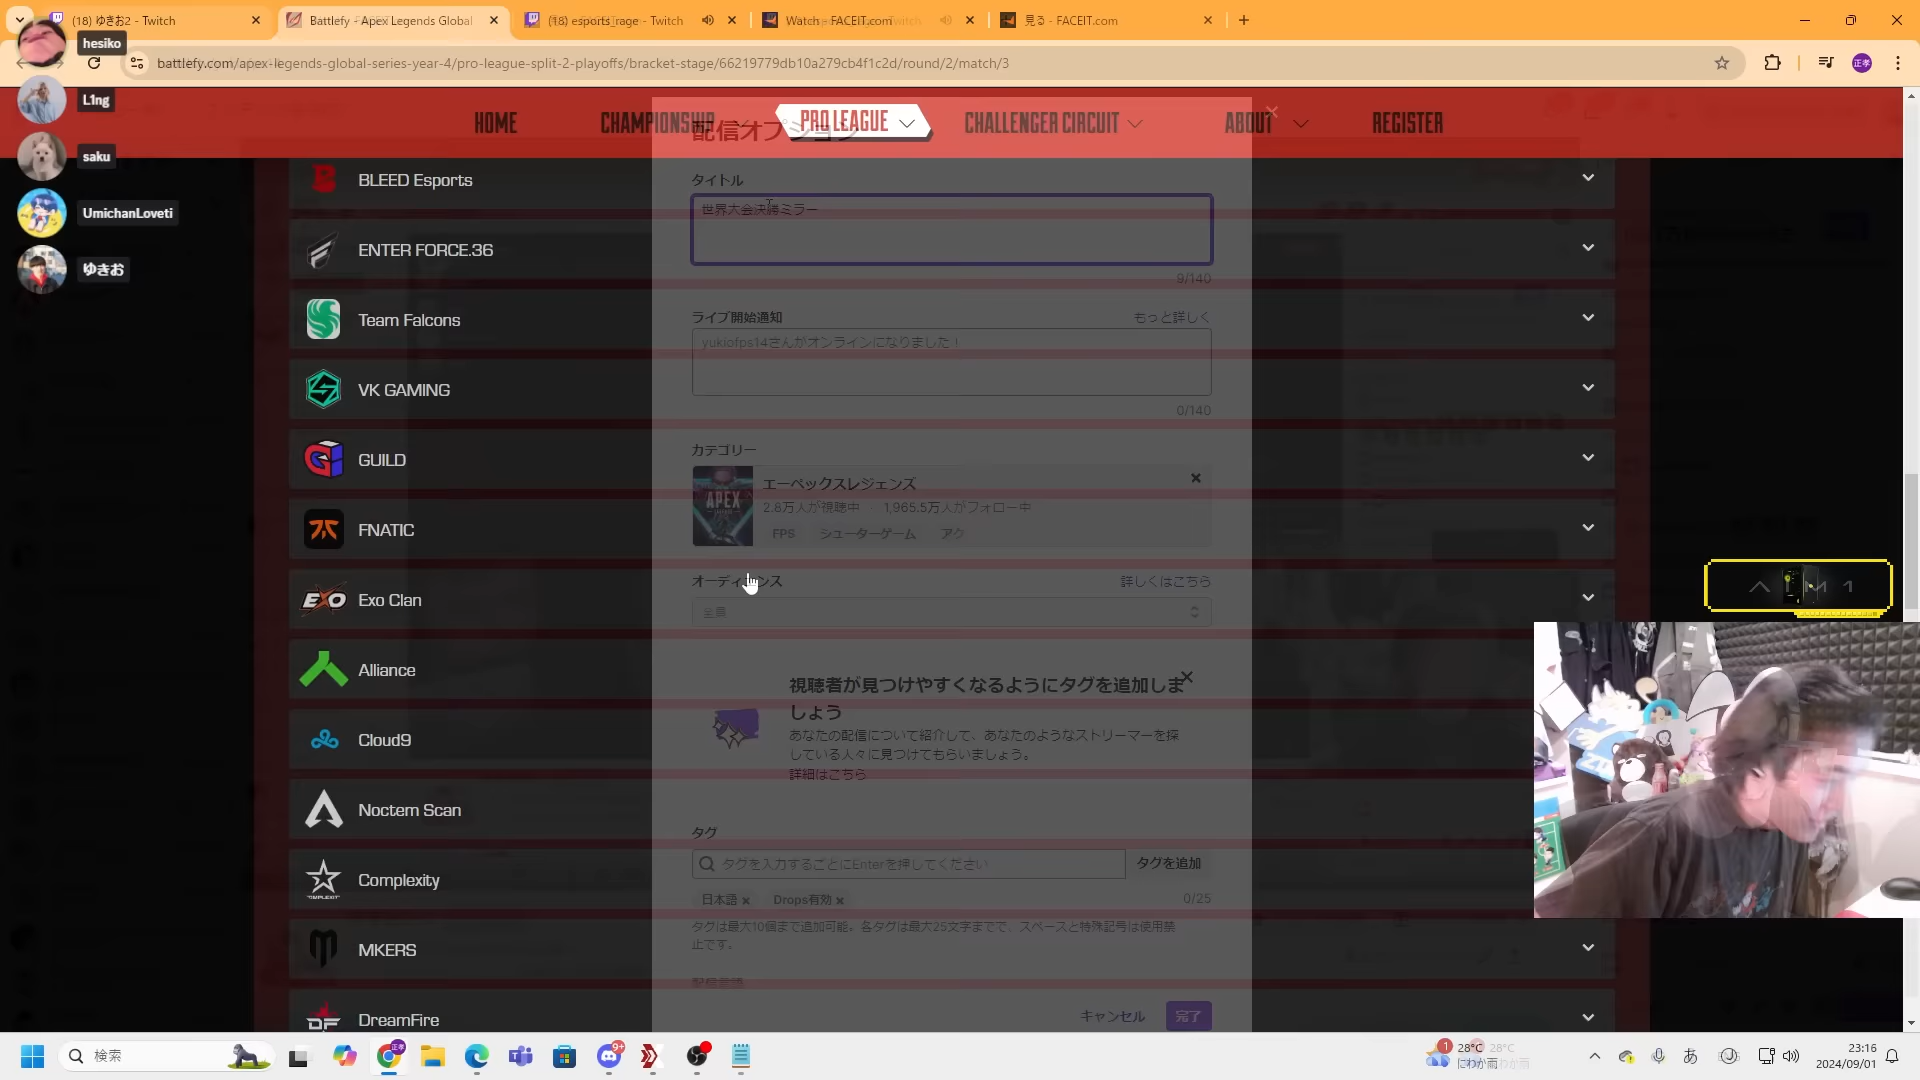 (18) ゆきお2 - Twitch
Battlefy - Apex Legends Global
(18) esports_rage - Twitch
Watch - FACEIT.com
見る - FACEIT.com
battlefy.com/apex-legends-global-series-year-4/pro-league-split-2-playoffs/bracket-stage/66219779db10a279cb4f1c2d/round/2/match/3
hesiko
L1ng
saku
UmichanLoveti
ゆきお
HOME
CHAMPIONSHIP
PRO LEAGUE
CHALLENGER CIRCUIT
ABOUT
REGISTER
配信オプション
タイトル
世界大会決勝ミラー
9/140
ライブ開始通知
もっと詳しく
yukiofps14さんがオンラインになりました！
0/140
カテゴリー
エーペックスレジェンズ
2.8万人が視聴中 · 1,965.5万人がフォロー中
FPS
シューターゲーム
アク
オーディエンス
詳しくはこちら
全員
視聴者が見つけやすくなるようにタグを追加しま
しょう
あなたの配信について紹介して、あなたのようなストリーマーを探
している人々に見つけてもらいましょう。
詳細はこちら
タグ
タグを入力するごとにEnterを押してください
タグを追加
日本語
Drops有効
0/25
タグは最大10個まで追加可能。各タグは最大25文字までで、スペースと特殊記号は使用禁
止です。
配信言語
キャンセル
完了
BLEED Esports
ENTER FORCE.36
Team Falcons
VK GAMING
GUILD
FNATIC
Exo Clan
Alliance
Cloud9
Noctem Scan
Complexity
MKERS
DreamFire
検索
28°C
にわか雨
あ
23:16
2024/09/01